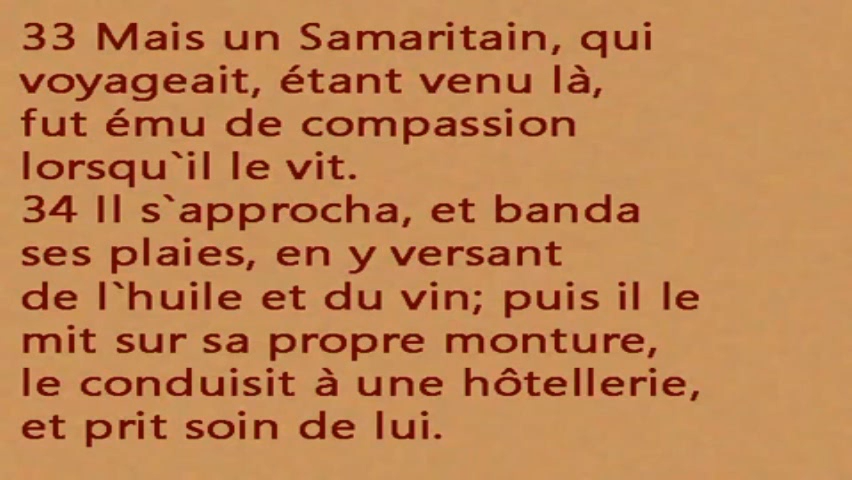 33 Mais un Samaritain, qui
voyageait, étant venu là,
fut ému de compassion
lorsqu`il le vit.
34 Il s`approcha, et banda
ses plaies, en y versant
de l`huile et du vin; puis il le
mit sur sa propre monture,
le conduisit à une hôtellerie,
et prit soin de lui.